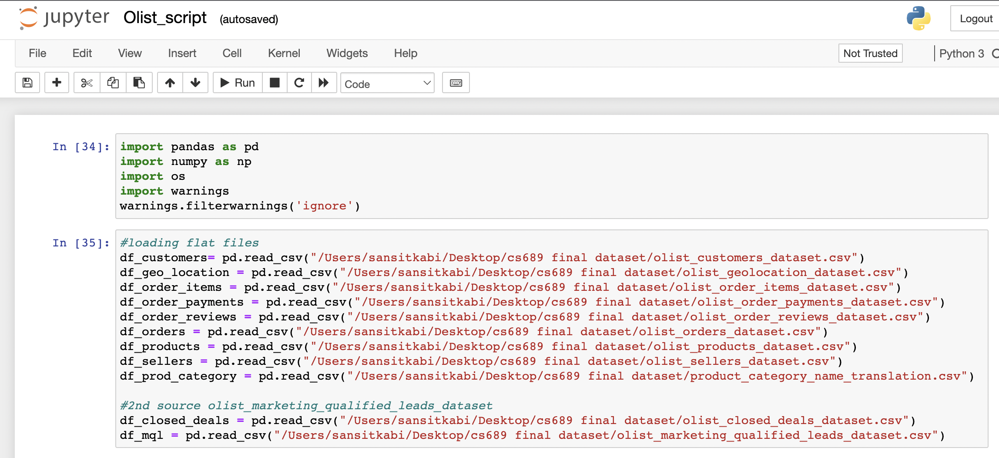 jupyter Olist_script (autosaved) Logout
File Edit View Insert Cell Kernel Widgets Help Not Trusted Python 3
Run Code
In [34]:
import pandas as pd
import numpy as np
import os
import warnings
warnings.filterwarnings('ignore')
In [35]:
#loading flat files
df_customers= pd.read_csv("/Users/sansitkabi/Desktop/cs689 final dataset/olist_customers_dataset.csv")
df_geo_location = pd.read_csv("/Users/sansitkabi/Desktop/cs689 final dataset/olist_geolocation_dataset.csv")
df_order_items = pd.read_csv("/Users/sansitkabi/Desktop/cs689 final dataset/olist_order_items_dataset.csv")
df_order_payments = pd.read_csv("/Users/sansitkabi/Desktop/cs689 final dataset/olist_order_payments_dataset.csv")
df_order_reviews = pd.read_csv("/Users/sansitkabi/Desktop/cs689 final dataset/olist_order_reviews_dataset.csv")
df_orders = pd.read_csv("/Users/sansitkabi/Desktop/cs689 final dataset/olist_orders_dataset.csv")
df_products = pd.read_csv("/Users/sansitkabi/Desktop/cs689 final dataset/olist_products_dataset.csv")
df_sellers = pd.read_csv("/Users/sansitkabi/Desktop/cs689 final dataset/olist_sellers_dataset.csv")
df_prod_category = pd.read_csv("/Users/sansitkabi/Desktop/cs689 final dataset/product_category_name_translation.csv")
#2nd source olist_marketing_qualified_leads_dataset
df_closed_deals = pd.read_csv("/Users/sansitkabi/Desktop/cs689 final dataset/olist_closed_deals_dataset.csv")
df_mql = pd.read_csv("/Users/sansitkabi/Desktop/cs689 final dataset/olist_marketing_qualified_leads_dataset.csv")